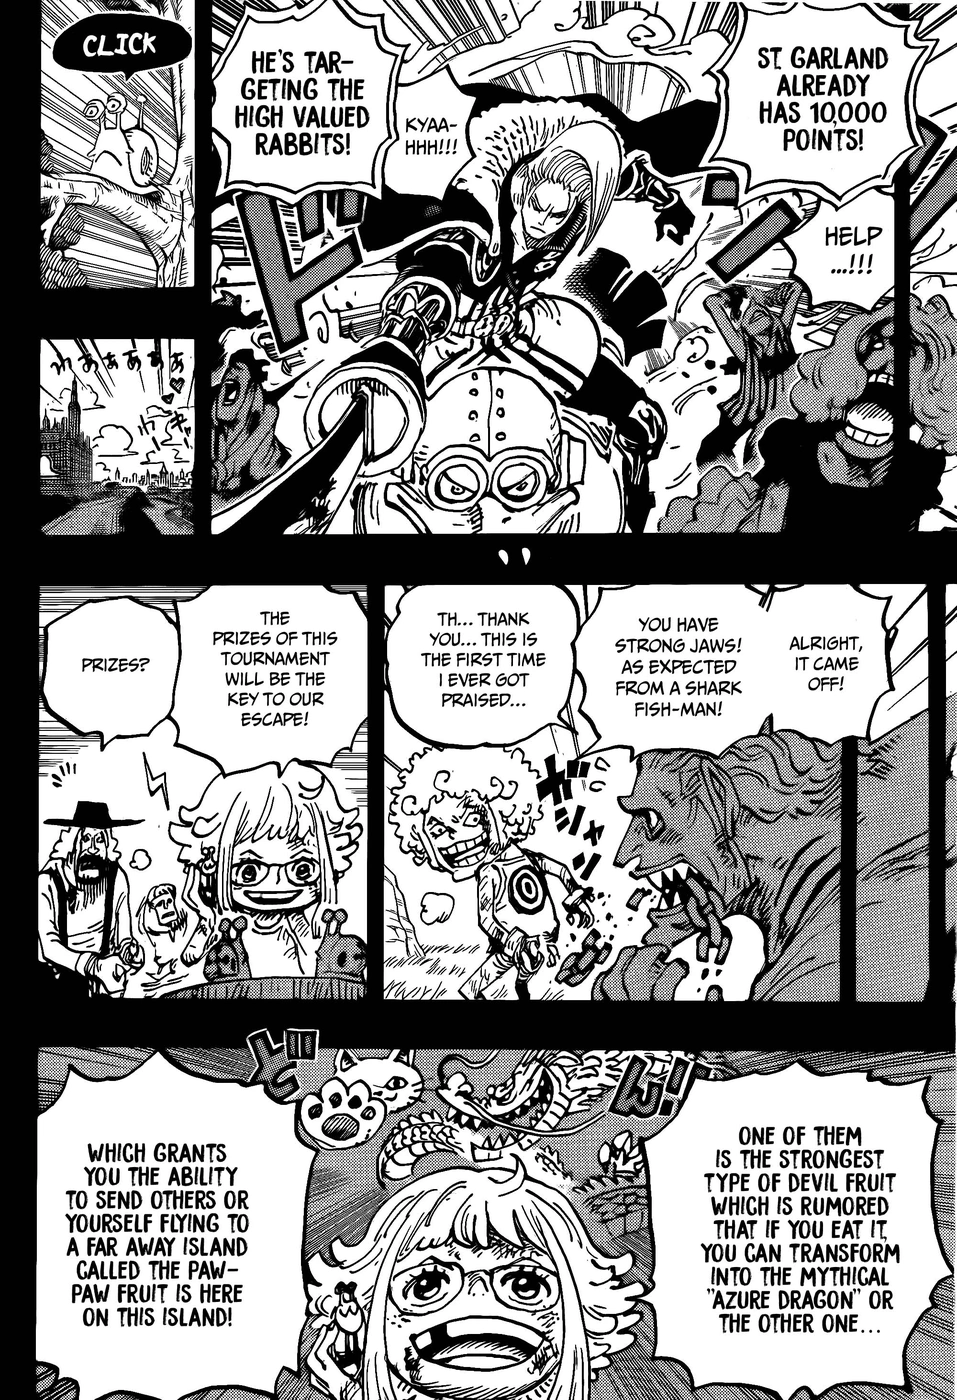 ST. GARLAND
ALREADY
HAS 10,000
POINTS!
HELP
...!!!
ド
KYAA-
HHH!!!
HE'S TAR-
GETING THE
HIGH VALUED
RABBITS!
CLICK
ALRIGHT,
IT CAME
OFF!
YOU HAVE
STRONG JAWS!
AS EXPECTED
FROM A SHARK
FISH-MAN!
TH... THANK
YOU... THIS IS
THE FIRST TIME
I EVER GOT
PRAISED...
THE
PRIZES OF THIS
TOURNAMENT
WILL BE THE
KEY TO OUR
ESCAPE!
PRIZES?
ONE OF THEM
IS THE STRONGEST
TYPE OF DEVIL FRUIT
WHICH IS RUMORED
THAT IF YOU EAT IT,
YOU CAN TRANSFORM
INTO THE MYTHICAL
"AZURE DRAGON" OR
THE OTHER ONE...
WHICH GRANTS
YOU THE ABILITY
TO SEND OTHERS OR
YOURSELF FLYING TO
A FAR AWAY ISLAND
CALLED THE PAW-
PAW FRUIT IS HERE
ON THIS ISLAND!